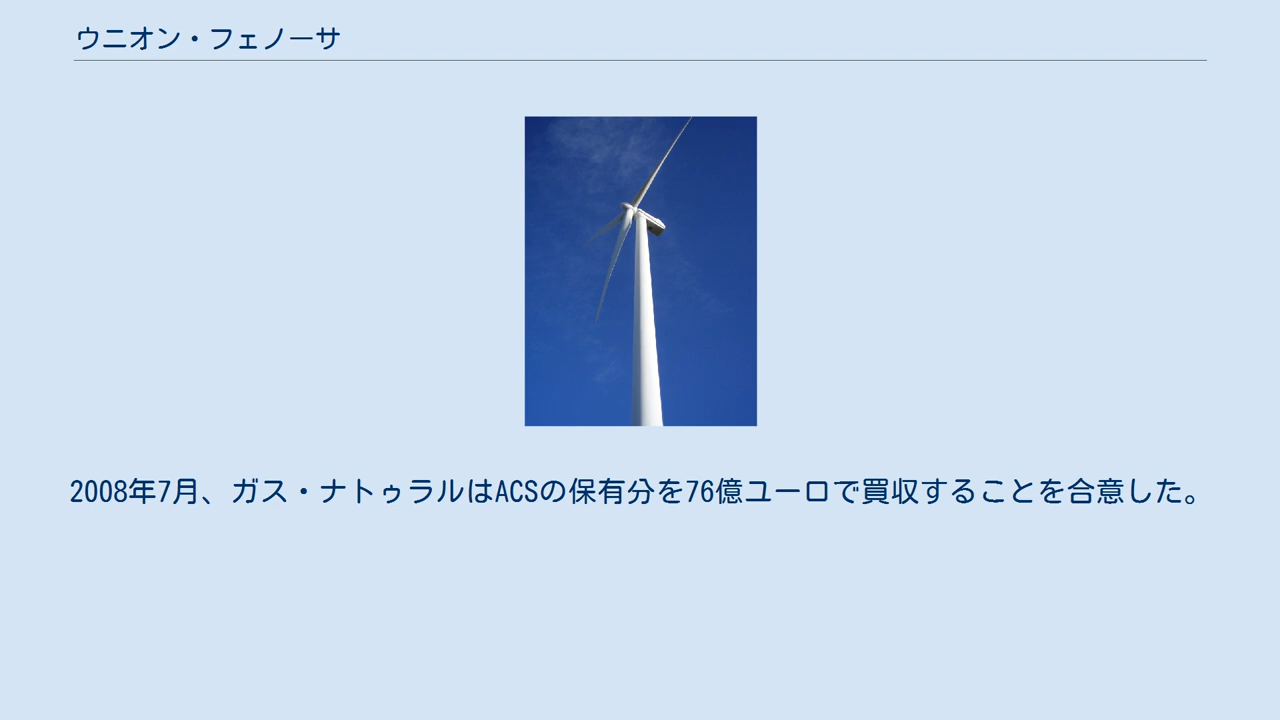 ウニオン・フェノーサ
2008年7月、ガス・ナトゥラルはACSの保有分を76億ユーロで買収することを合意した。